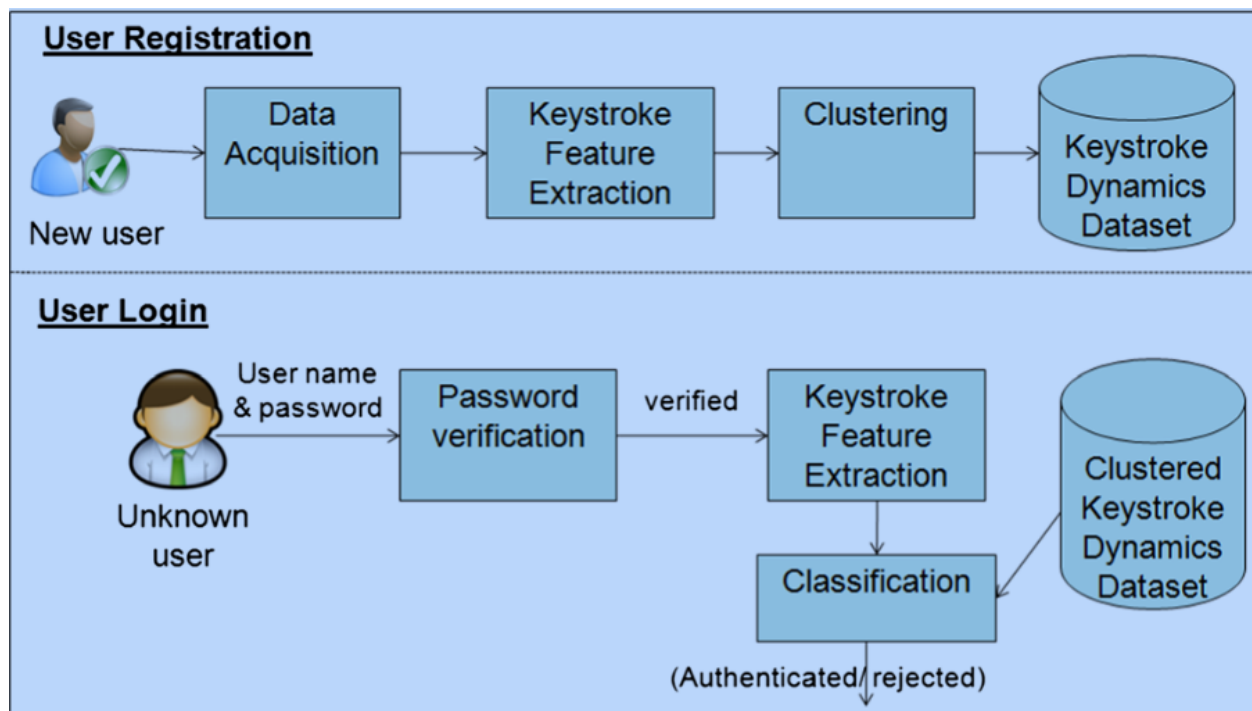 User Registration
Data
Acquisition
Keystroke
Feature
Extraction
Clustering
Keystroke
Dynamics
Dataset
New user
User Login
User name
& password
Password
verification
verified
Keystroke
Feature
Extraction
Clustered
Keystroke
Dynamics
Dataset
Unknown
user
Classification
(Authenticated/ rejected)